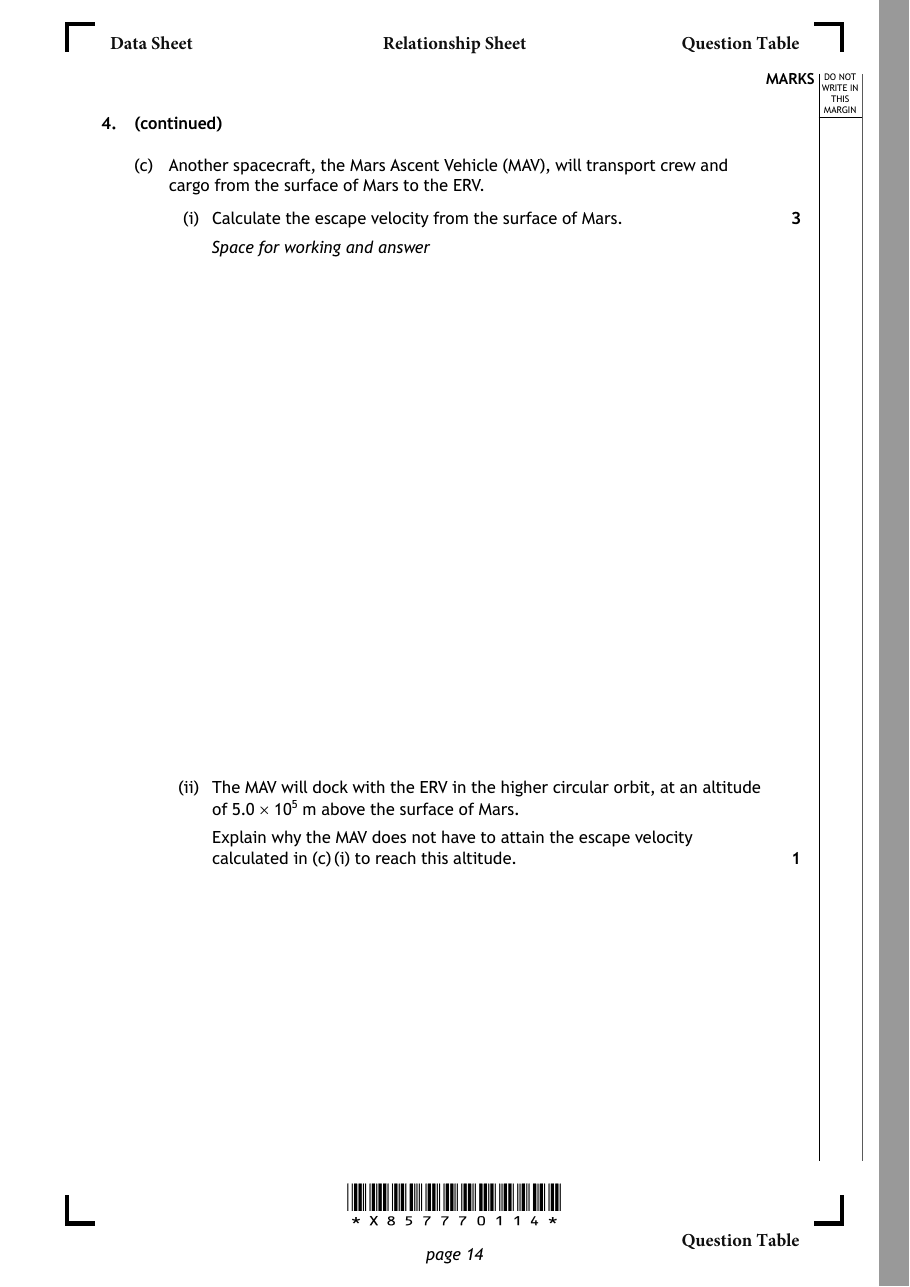 Data Sheet Relationship Sheet Question Table
MARKS
DO NOT
WRITE IN
THIS
MARGIN
4. (continued)
(c) Another spacecraft, the Mars Ascent Vehicle (MAV), will transport crew and
cargo from the surface of Mars to the ERV.
(i) Calculate the escape velocity from the surface of Mars. 3
Space for working and answer
(ii) The MAV will dock with the ERV in the higher circular orbit, at an altitude
of 5.0 × 10⁵ m above the surface of Mars.
Explain why the MAV does not have to attain the escape velocity
calculated in (c)(i) to reach this altitude. 1
* X 8 5 7 7 7 0 1 1 4 *
Question Table
page 14